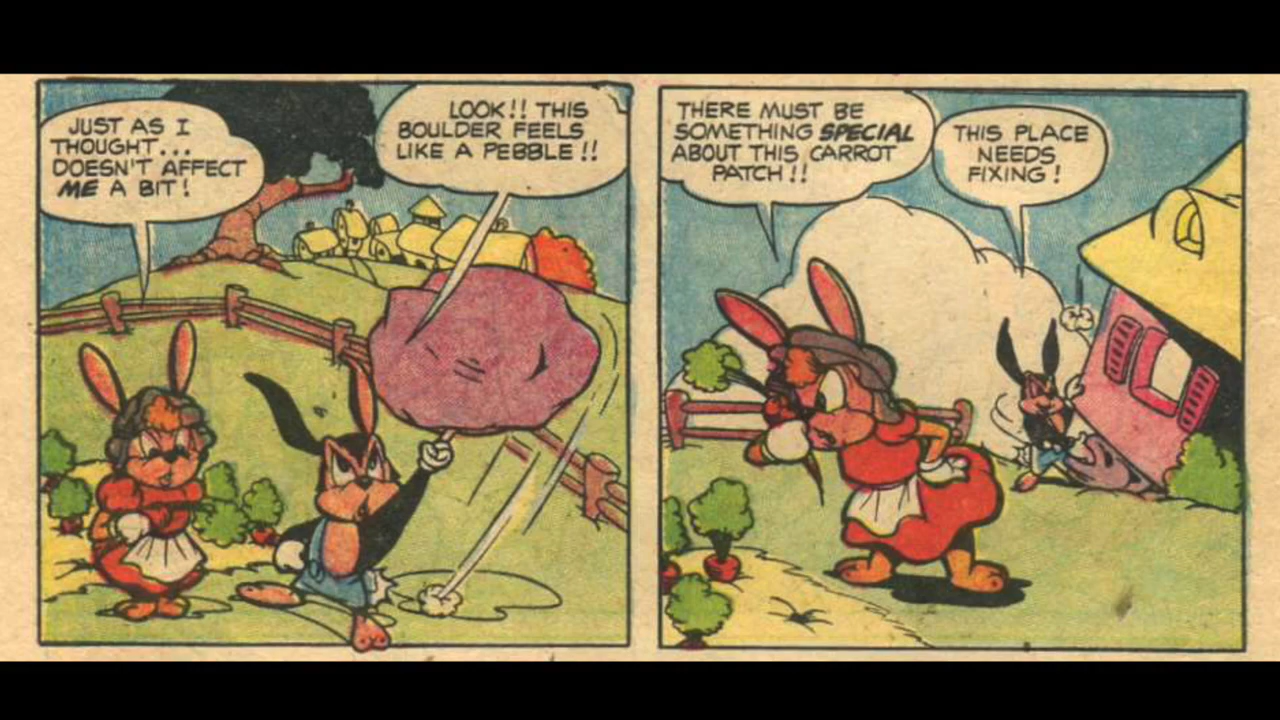 JUST AS I
THOUGHT...
DOESN'T AFFECT
ME A BIT!
LOOK!! THIS
BOULDER FEELS
LIKE A PEBBLE!!
THERE MUST BE
SOMETHING SPECIAL
ABOUT THIS CARROT
PATCH!!
THIS PLACE
NEEDS
FIXING!